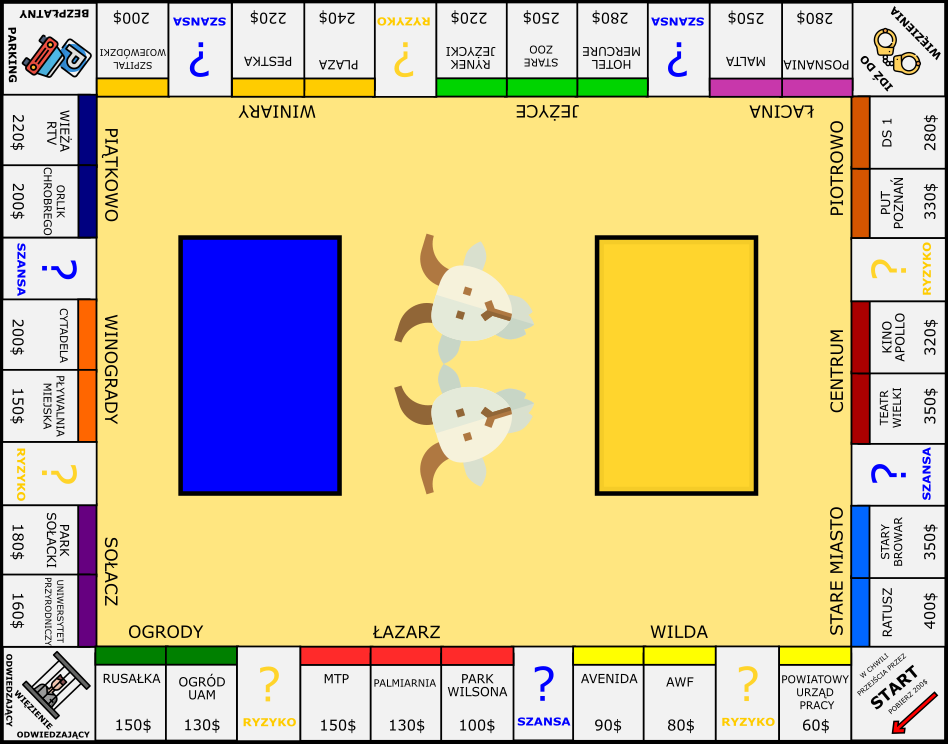 BEZPŁATNY
PARKING
200$
SZPITAL
WOJEWÓDZKI
SZANSA
?
220$
PESTKA
240$
PLAZA
RYZYKO
?
220$
RYNEK
JEŻYCKI
250$
STARE
ZOO
280$
HOTEL
MERCURE
SZANSA
?
250$
MALTA
280$
POSNANIA
IDŹ DO
WIĘZIENIA
WINIARY
JEŻYCE
ŁACINA
WIEŻA
RTV
220$
ORLIK
CHROBREGO
200$
PIĄTKOWO
?
SZANSA
CYTADELA
200$
PŁYWALNIA
MIEJSKA
150$
WINOGRADY
?
RYZYKO
PARK
SOŁACKI
180$
UNIWERSYTET
PRZYRODNICZY
160$
SOŁACZ
PIOTROWO
DS 1
280$
PUT
POZNAŃ
330$
?
RYZYKO
CENTRUM
KINO
APOLLO
320$
TEATR
WIELKI
350$
?
SZANSA
STARE MIASTO
STARY
BROWAR
350$
RATUSZ
400$
OGRODY
ŁAZARZ
WILDA
ODWIEDZAJĄCY
WIĘZIENIE
ODWIEDZAJĄCY
RUSAŁKA
150$
OGRÓD
UAM
130$
?
RYZYKO
MTP
150$
PALMIARNIA
130$
PARK
WILSONA
100$
?
SZANSA
AVENIDA
90$
AWF
80$
?
RYZYKO
POWIATOWY
URZĄD
PRACY
60$
W CHWILI
PRZEJŚCIA PRZEZ
START
POBIERZ 200$